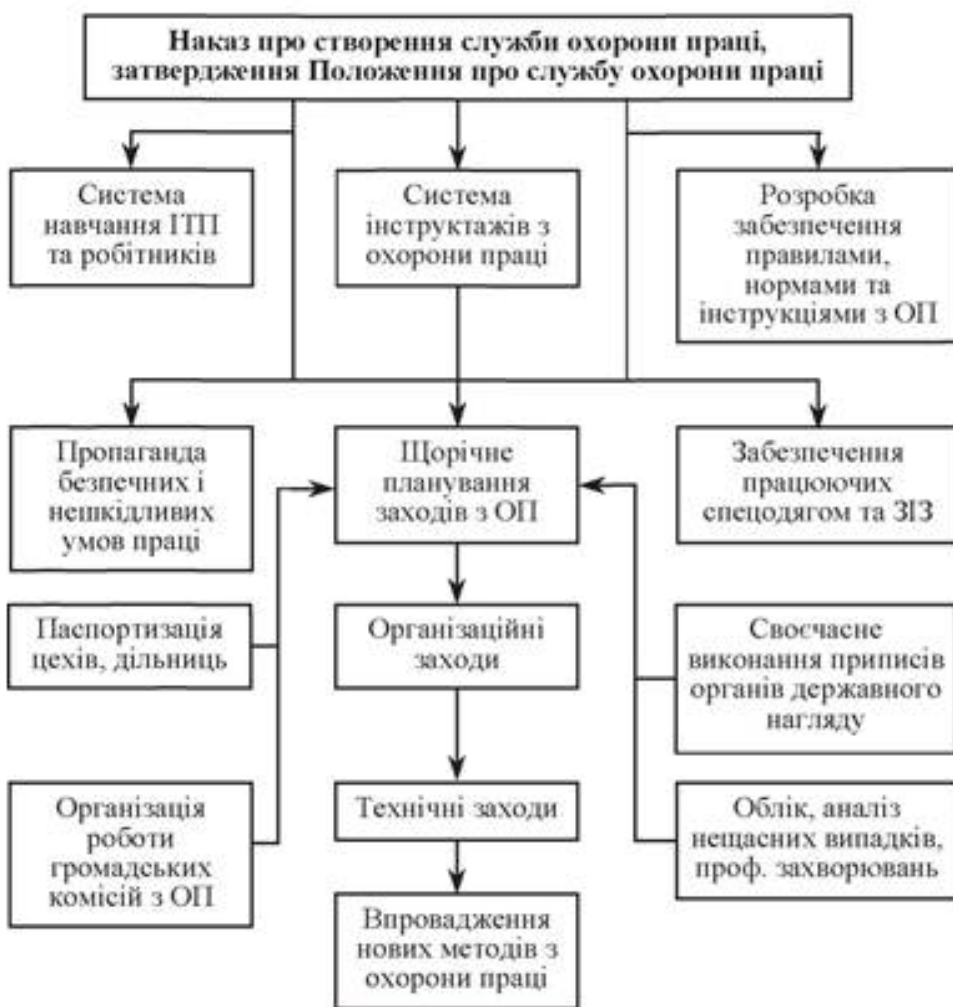 Наказ про створення служби охорони праці,
затвердження Положення про службу охорони праці
Система
навчання ІТП
та робітників
Система
інструктажів з
охорони праці
Розробка
забезпечення
правилами,
нормами та
інструкціями з ОП
Пропаганда
безпечних і
нешкідливих
умов праці
Щорічне
планування
заходів з ОП
Забезпечення
працюючих
спецодягом та ЗІЗ
Паспортизація
цехів, дільниць
Організаційні
заходи
Своєчасне
виконання приписів
органів державного
нагляду
Організація
роботи
громадських
комісій з ОП
Технічні заходи
Облік, аналіз
нещасних випадків,
проф. захворювань
Впровадження
нових методів з
охорони праці